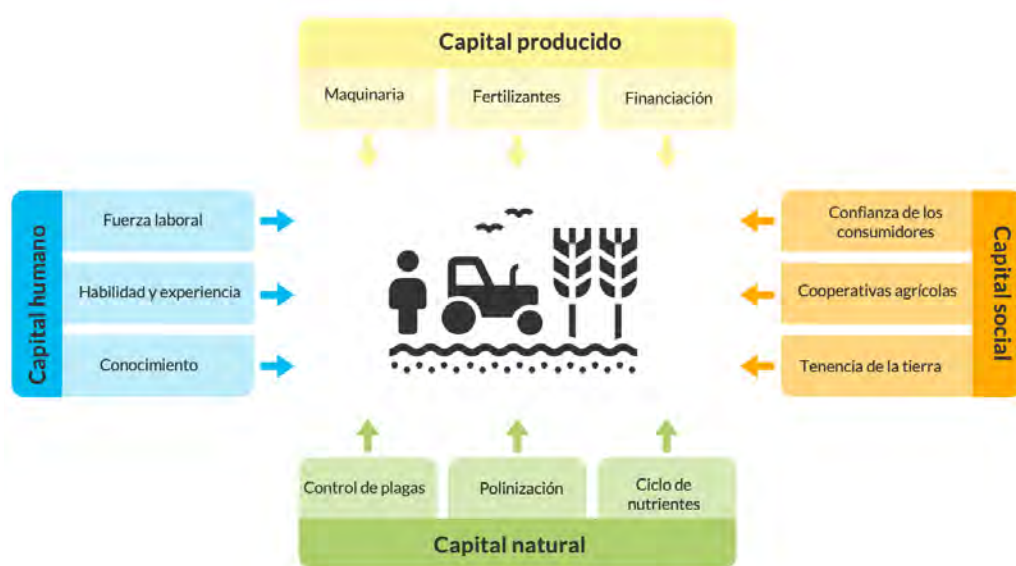 Capital producido
Maquinaria
Fertilizantes
Financiación
Capital humano
Fuerza laboral
Habilidad y experiencia
Conocimiento
Confianza de los
consumidores
Cooperativas agrícolas
Tenencia de la tierra
Capital social
Control de plagas
Polinización
Ciclo de
nutrientes
Capital natural